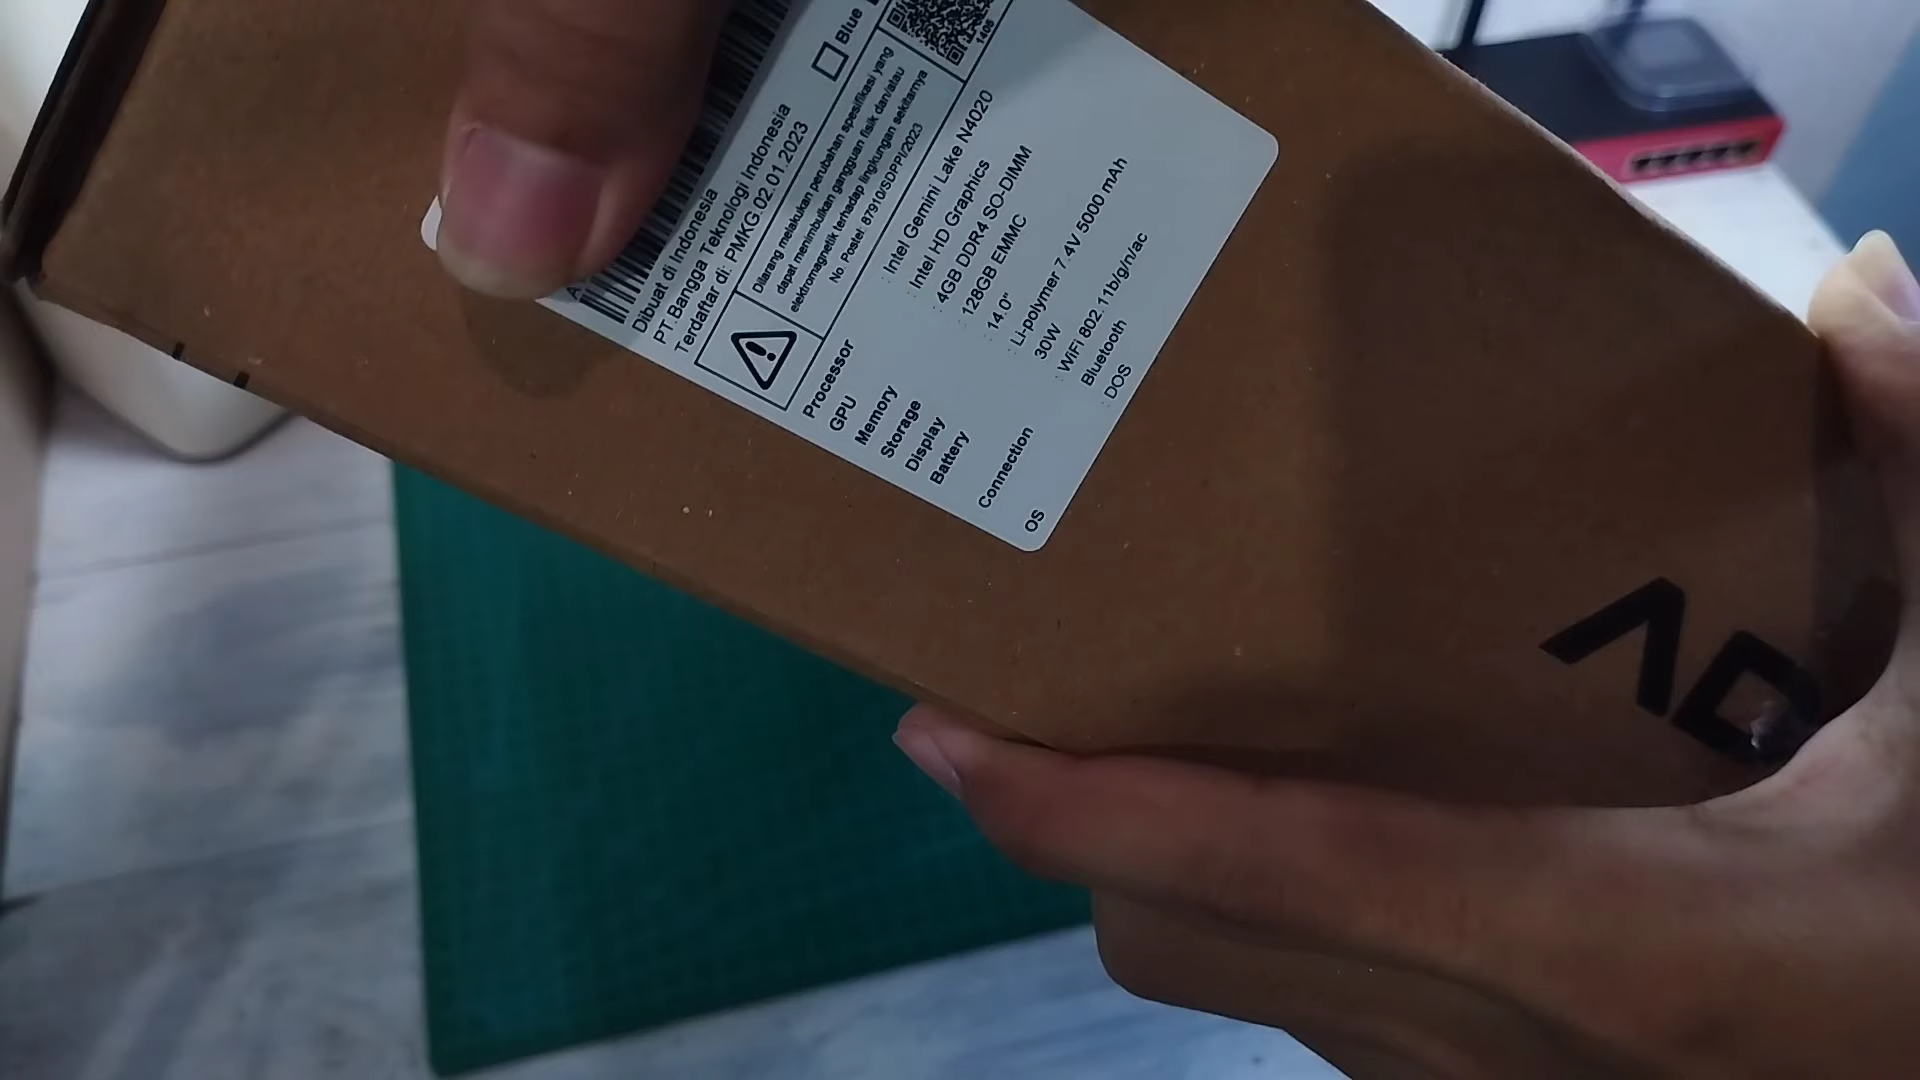 Blue
1408
Dibuat di Indonesia
PT.Bangga Teknologi Indonesia
Terdaftar di: PMKG.02.01.2023
Dilarang melakukan perubahan spesifikasi yang
dapat menimbulkan gangguan fisik dan/atau
elektromagnetik terhadap lingkungan sekitarnya
No. Postel: 87910/SDPPI/2023
Processor : Intel Gemini Lake N4020
GPU : Intel HD Graphics
Memory : 4GB DDR4 SO-DIMM
Storage : 128GB EMMC
Display : 14.0"
Battery : Li-polymer 7.4V 5000 mAh
30W
Connection : WiFi 802.11b/g/n/ac
Bluetooth
OS : DOS